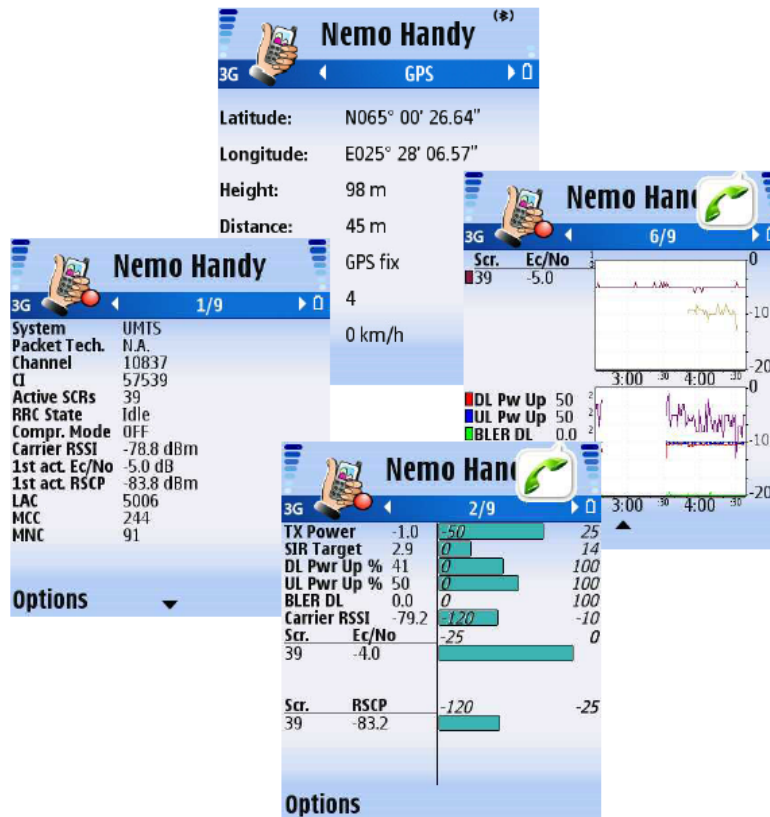 Nemo Handy
3G GPS
Latitude: N065° 00' 26.64"
Longitude: E025° 28' 06.57"
Height: 98 m
Distance: 45 m
GPS fix
4
0 km/h
Nemo Han
3G 6/9
Scr. Ec/No
39 -5.0
0
-10
-20
3:00 30 4:00 30
DL Pw Up 50
UL Pw Up 50
BLER DL 0.0
0
-10
-20
3:00 30 4:00 30
Nemo Handy
3G 1/9
System UMTS
Packet Tech. N.A.
Channel 10837
CI 57539
Active SCRs 39
RRC State Idle
Compr. Mode OFF
Carrier RSSI -78.8 dBm
1st act. Ec/No -5.0 dB
1st act. RSCP -83.8 dBm
LAC 5006
MCC 244
MNC 91
Options
Nemo Han
3G 2/9
TX Power -1.0 -50 25
SIR Target 2.9 0 14
DL Pwr Up % 41 0 100
UL Pwr Up % 50 0 100
BLER DL 0.0 0 100
Carrier RSSI -79.2 -120 -10
Scr. Ec/No -25 0
39 -4.0
Scr. RSCP -120 -25
39 -83.2
Options